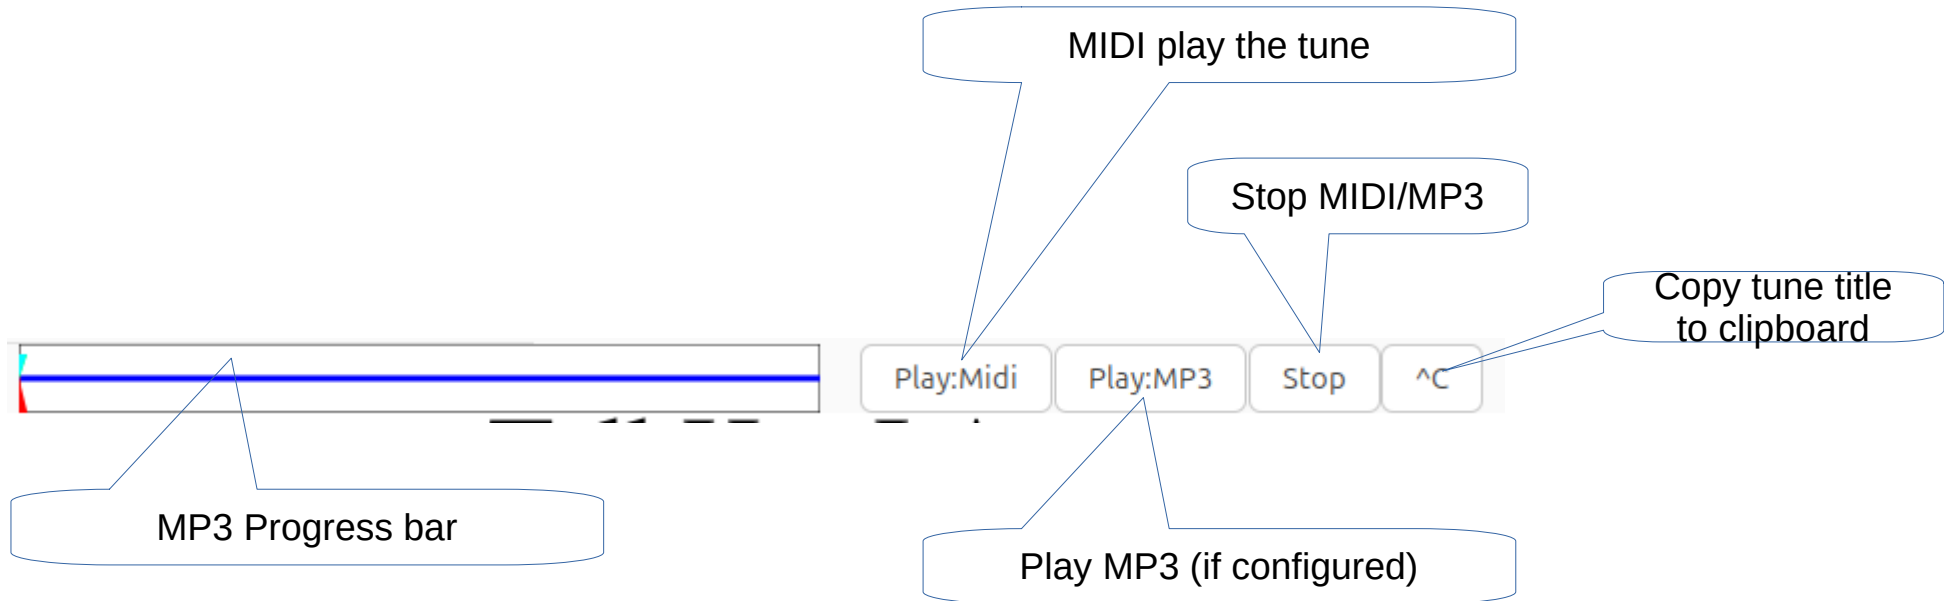 MIDI play the tune
Stop MIDI/MP3
Copy tune title
to clipboard
Play:Midi Play:MP3 Stop ^C
MP3 Progress bar
Play MP3 (if configured)